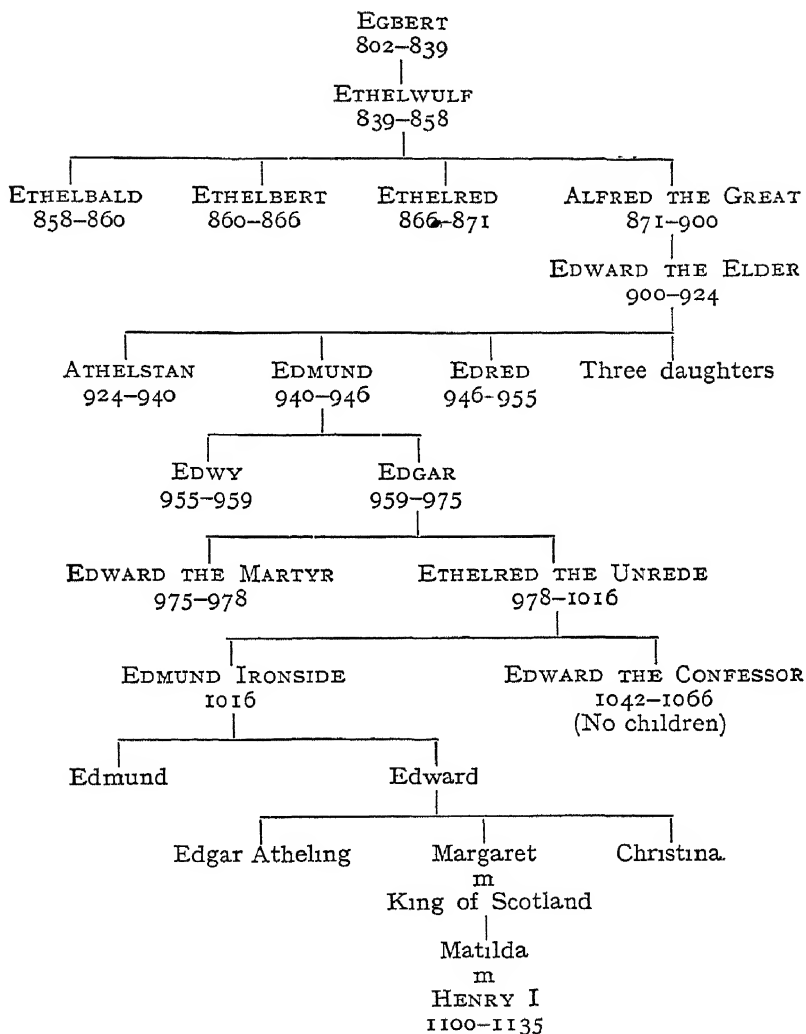 EGBERT
802–839
ETHELWULF
839–858
ETHELBALD ETHELBERT ETHELRED ALFRED THE GREAT
858–860 860–866 866–871 871–900
EDWARD THE ELDER
900–924
ATHELSTAN EDMUND EDRED Three daughters
924–940 940–946 946–955
EDWY EDGAR
955–959 959–975
EDWARD THE MARTYR ETHELRED THE UNREDE
975–978 978–1016
EDMUND IRONSIDE EDWARD THE CONFESSOR
1016 1042–1066
(No children)
Edmund Edward
Edgar Atheling Margaret Christina
m
King of Scotland
Matilda
m
HENRY I
1100–1135